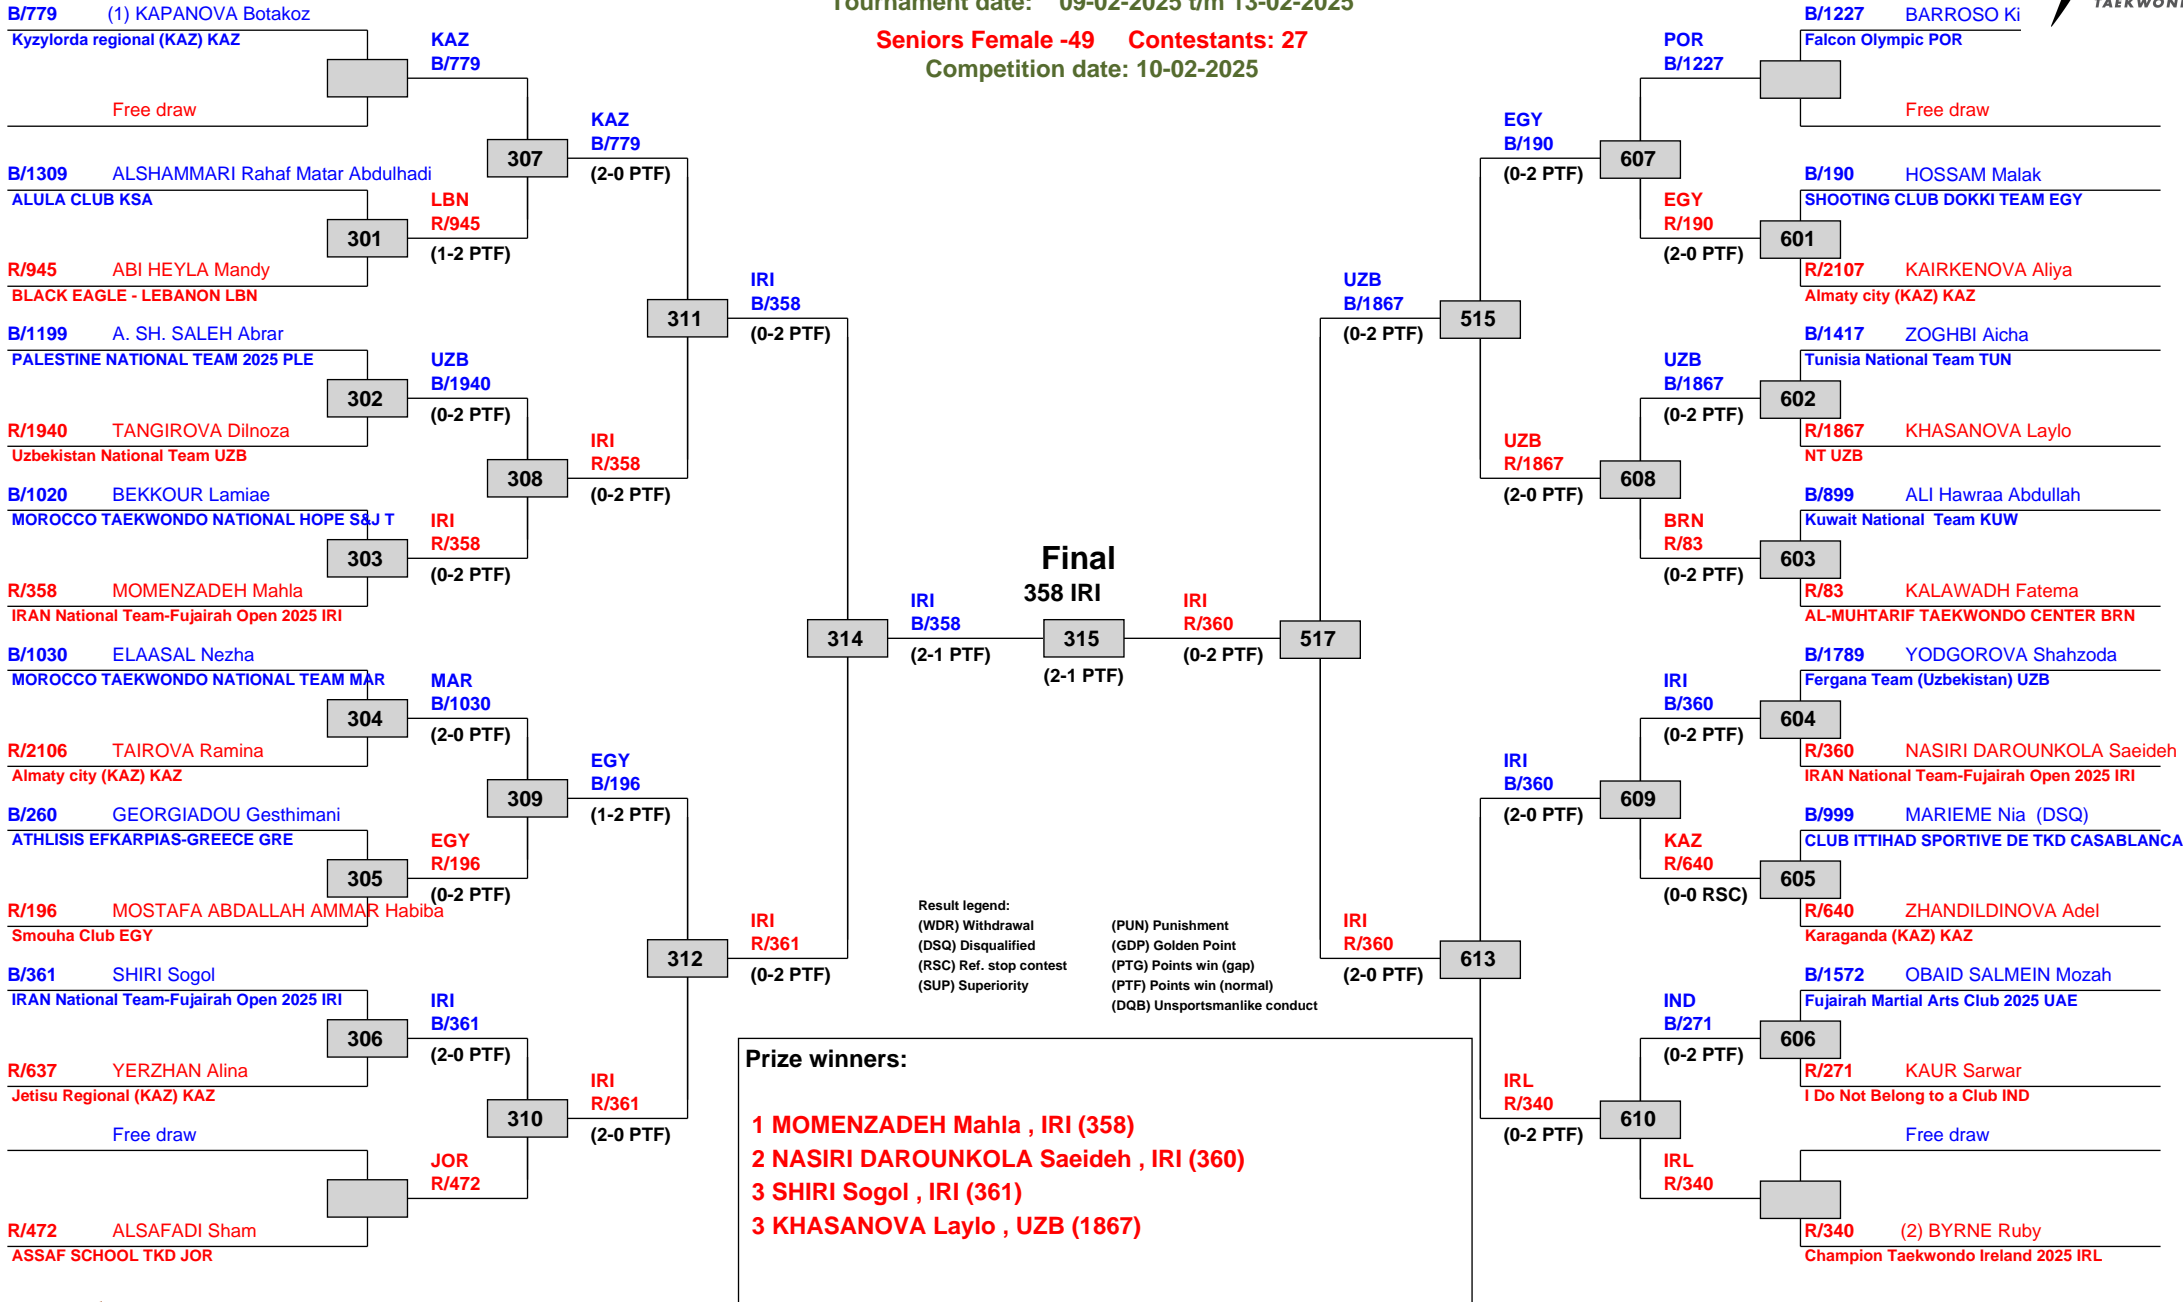 Tournament date: 09-02-2025 t/m 13-02-2025
Seniors Female -49 Contestants: 27
Competition date: 10-02-2025
TAEKWOND
B/779 (1) KAPANOVA Botakoz
Kyzylorda regional (KAZ) KAZ
Free draw
B/1309 ALSHAMMARI Rahaf Matar Abdulhadi
ALULA CLUB KSA
301
R/945 ABI HEYLA Mandy
BLACK EAGLE - LEBANON LBN
B/1199 A. SH. SALEH Abrar
PALESTINE NATIONAL TEAM 2025 PLE
302
R/1940 TANGIROVA Dilnoza
Uzbekistan National Team UZB
B/1020 BEKKOUR Lamiae
MOROCCO TAEKWONDO NATIONAL HOPE S&J T
303
R/358 MOMENZADEH Mahla
IRAN National Team-Fujairah Open 2025 IRI
B/1030 ELAASAL Nezha
MOROCCO TAEKWONDO NATIONAL TEAM MAR
304
R/2106 TAIROVA Ramina
Almaty city (KAZ) KAZ
B/260 GEORGIADOU Gesthimani
ATHLISIS EFKARPIAS-GREECE GRE
305
R/196 MOSTAFA ABDALLAH AMMAR Habiba
Smouha Club EGY
B/361 SHIRI Sogol
IRAN National Team-Fujairah Open 2025 IRI
306
R/637 YERZHAN Alina
Jetisu Regional (KAZ) KAZ
Free draw
R/472 ALSAFADI Sham
ASSAF SCHOOL TKD JOR
KAZ
B/779
307
LBN
R/945
(1-2 PTF)
UZB
B/1940
(0-2 PTF)
308
IRI
R/358
(0-2 PTF)
MAR
B/1030
(2-0 PTF)
309
EGY
R/196
(0-2 PTF)
IRI
B/361
(2-0 PTF)
310
JOR
R/472
KAZ
B/779
(2-0 PTF)
311
IRI
R/358
(0-2 PTF)
EGY
B/196
(1-2 PTF)
312
IRI
R/361
(2-0 PTF)
IRI
B/358
(0-2 PTF)
314
IRI
R/361
(0-2 PTF)
IRI
B/358
(2-1 PTF)
Final
358 IRI
315
(2-1 PTF)
IRI
R/360
(0-2 PTF)
UZB
B/1867
(0-2 PTF)
517
IRI
R/360
(2-0 PTF)
EGY
B/190
(0-2 PTF)
515
UZB
R/1867
(2-0 PTF)
IRI
B/360
(2-0 PTF)
613
IRL
R/340
(0-2 PTF)
POR
B/1227
607
EGY
R/190
(2-0 PTF)
UZB
B/1867
(0-2 PTF)
608
BRN
R/83
(0-2 PTF)
IRI
B/360
(0-2 PTF)
609
KAZ
R/640
(0-0 RSC)
IND
B/271
(0-2 PTF)
610
IRL
R/340
B/1227 BARROSO Ki
Falcon Olympic POR
Free draw
B/190 HOSSAM Malak
SHOOTING CLUB DOKKI TEAM EGY
601
R/2107 KAIRKENOVA Aliya
Almaty city (KAZ) KAZ
B/1417 ZOGHBI Aicha
Tunisia National Team TUN
602
R/1867 KHASANOVA Laylo
NT UZB
B/899 ALI Hawraa Abdullah
Kuwait National Team KUW
603
R/83 KALAWADH Fatema
AL-MUHTARIF TAEKWONDO CENTER BRN
B/1789 YODGOROVA Shahzoda
Fergana Team (Uzbekistan) UZB
604
R/360 NASIRI DAROUNKOLA Saeideh
IRAN National Team-Fujairah Open 2025 IRI
B/999 MARIEME Nia (DSQ)
CLUB ITTIHAD SPORTIVE DE TKD CASABLANCA
605
R/640 ZHANDILDINOVA Adel
Karaganda (KAZ) KAZ
B/1572 OBAID SALMEIN Mozah
Fujairah Martial Arts Club 2025 UAE
606
R/271 KAUR Sarwar
I Do Not Belong to a Club IND
Free draw
R/340 (2) BYRNE Ruby
Champion Taekwondo Ireland 2025 IRL
Result legend:
(WDR) Withdrawal (PUN) Punishment
(DSQ) Disqualified (GDP) Golden Point
(RSC) Ref. stop contest (PTG) Points win (gap)
(SUP) Superiority (PTF) Points win (normal)
(DQB) Unsportsmanlike conduct
Prize winners:
1 MOMENZADEH Mahla , IRI (358)
2 NASIRI DAROUNKOLA Saeideh , IRI (360)
3 SHIRI Sogol , IRI (361)
3 KHASANOVA Laylo , UZB (1867)